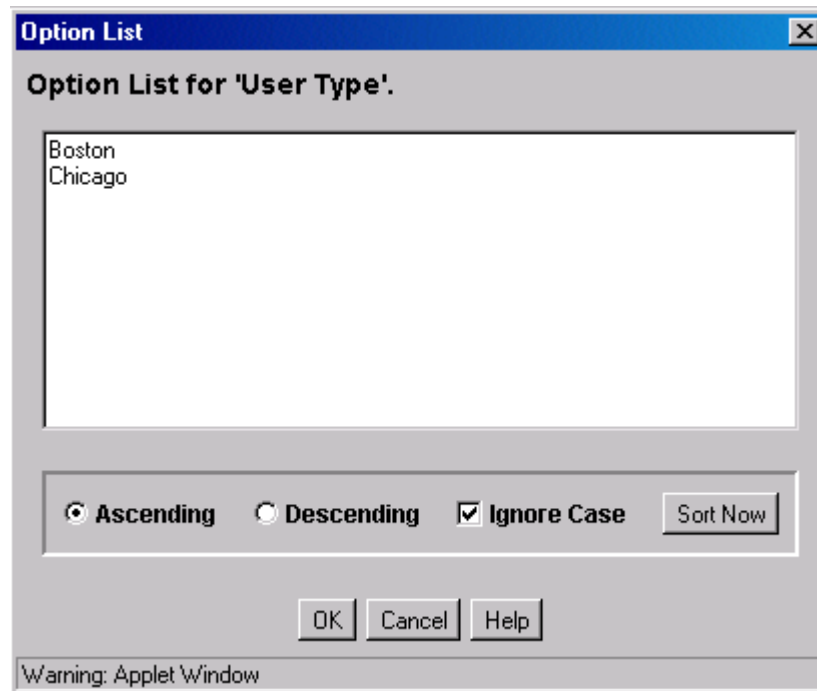 Option List
Option List for 'User Type'.
Boston
Chicago
Ascending Descending Ignore Case Sort Now
OK Cancel Help
Warning: Applet Window